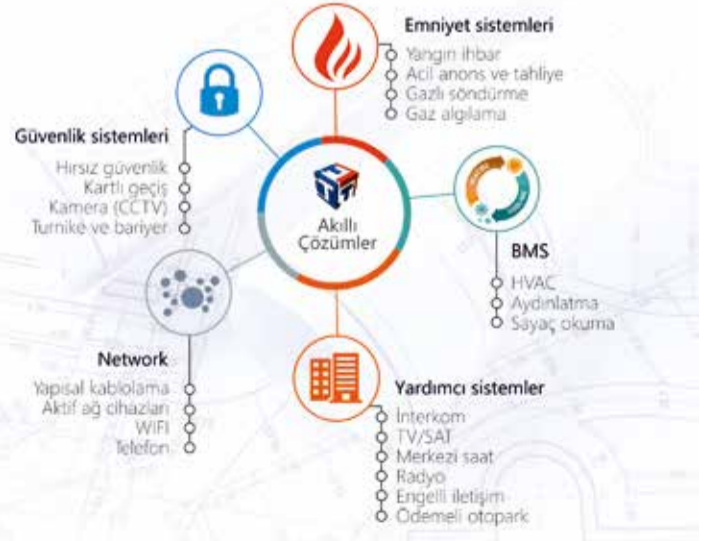 Emniyet sistemleri
Yangın ihbar
Acil anons ve tahliye
Gazlı söndürme
Gaz algılama
Güvenlik sistemleri
Hırsız güvenlik
Kartlı geçiş
Kamera (CCTV)
Turnike ve bariyer
Akıllı
Çözümler
BMS
HVAC
Aydınlatma
Sayaç okuma
Network
Yapısal kablolama
Aktif ağ cihazları
WIFI
Telefon
Yardımcı sistemler
İnterkom
TV/SAT
Merkezi saat
Radyo
Engelli iletişim
Ödemeli otopark